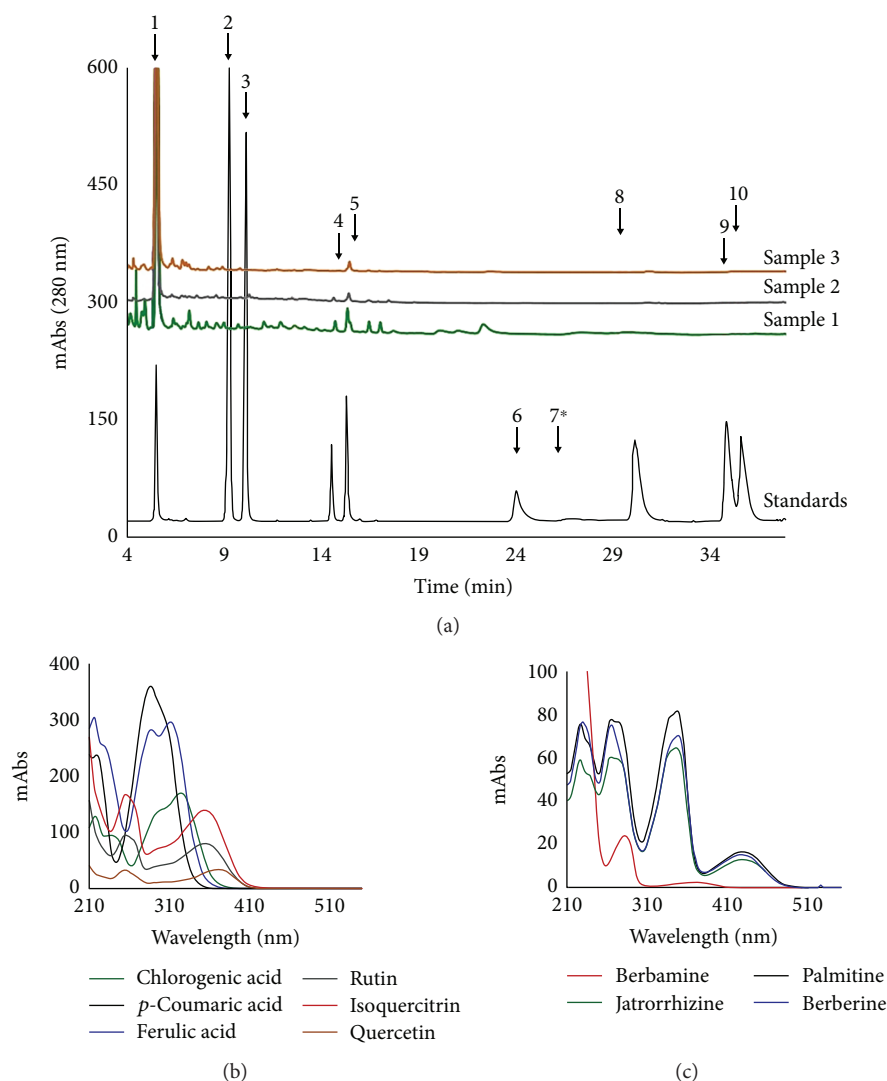 1
2
3
600
450
8
10
5
4
9
Sample 3
mAbs (280 nm)
300
Sample 2
Sample 1
150
6
7*
Standards
0
4 9 14 19 24 29 34
Time (min)
(a)
400
300
mAbs
200
100
0
210 310 410 510
Wavelength (nm)
Chlorogenic acid Rutin
p-Coumaric acid Isoquercitrin
Ferulic acid Quercetin
(b)
100
80
60
mAbs
40
20
0
210 310 410 510
Wavelength (nm)
Berbamine Palmitine
Jatrorrhizine Berberine
(c)